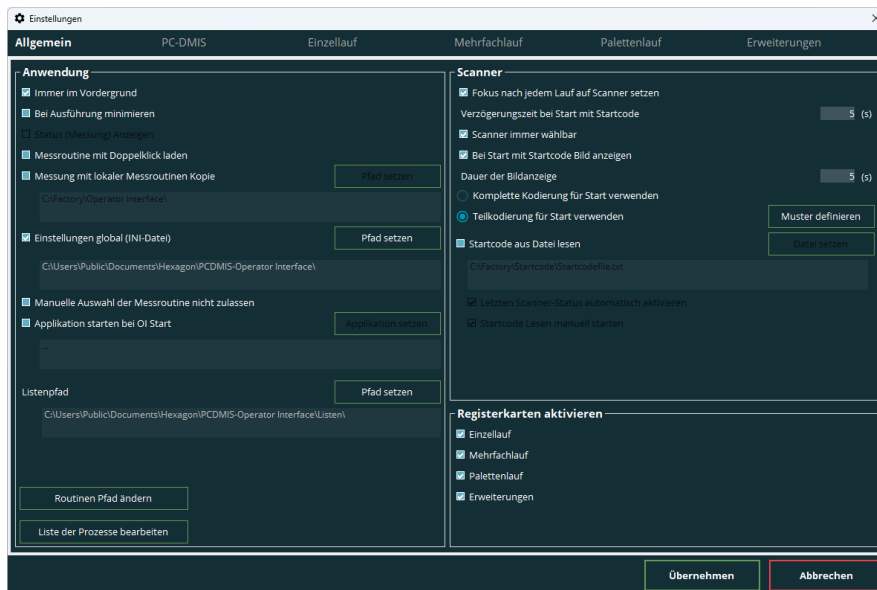 Einstellungen
Allgemein PC-DMIS Einzellauf Mehrfachlauf Palettenlauf Erweiterungen
Anwendung
Immer im Vordergrund
Bei Ausführung minimieren
Status (Messung) Anzeigen
Messroutine mit Doppelklick laden
Messung mit lokaler Messroutinen Kopie
Pfad setzen
C:\Factory\Operator Interface\
Einstellungen global (INI-Datei)
Pfad setzen
C:\Users\Public\Documents\Hexagon\PCDMIS-Operator Interface\
Manuelle Auswahl der Messroutine nicht zulassen
Applikation starten bei OI Start
Applikation setzen
...
Listenpfad
Pfad setzen
C:\Users\Public\Documents\Hexagon\PCDMIS-Operator Interface\Listen\
Routinen Pfad ändern
Liste der Prozesse bearbeiten
Scanner
Fokus nach jedem Lauf auf Scanner setzen
Verzögerungszeit bei Start mit Startcode 5 (s)
Scanner immer wählbar
Bei Start mit Startcode Bild anzeigen
Dauer der Bildanzeige 5 (s)
Komplette Kodierung für Start verwenden
Teilkodierung für Start verwenden
Muster definieren
Startcode aus Datei lesen
Datei setzen
C:\Factory\Startcode\Startcodefile.txt
Letzten Scanner-Status automatisch aktivieren
Startcode Lesen manuell starten
Registerkarten aktivieren
Einzellauf
Mehrfachlauf
Palettenlauf
Erweiterungen
Übernehmen
Abbrechen